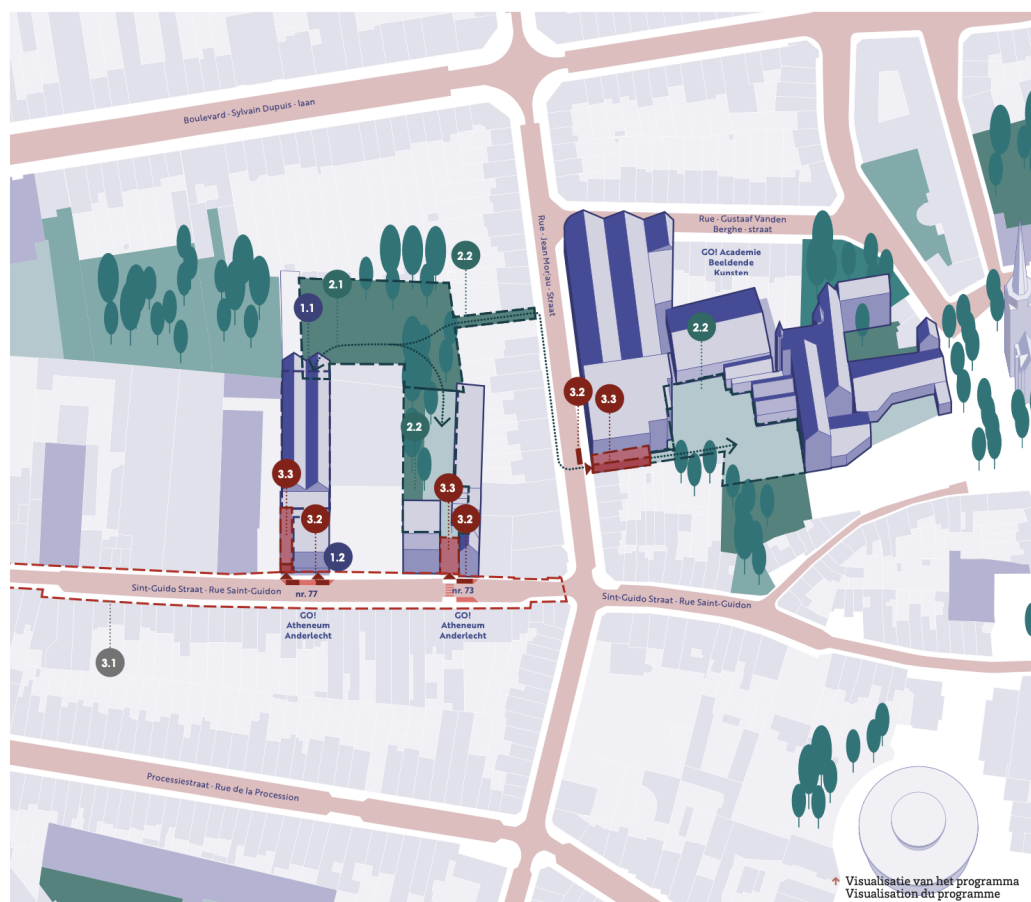 Boulevard · Sylvain Dupuis · laan
Rue · Jean Morjau · Straat
Rue · Gustaaf Vanden
Berghe · straat
GO! Academie
Beeldende
Kunsten
2.2
2.1
1.1
2.2
3.2
3.3
2.2
3.3
3.2
1.2
3.3
3.2
Sint-Guido Straat · Rue Saint-Guidon
nr. 77
nr. 73
Sint-Guido Straat · Rue Saint-Guidon
GO!
Atheneum
Anderlecht
GO!
Atheneum
Anderlecht
3.1
Processiestraat · Rue de la Procession
↑ Visualisatie van het programma
Visualisation du programme